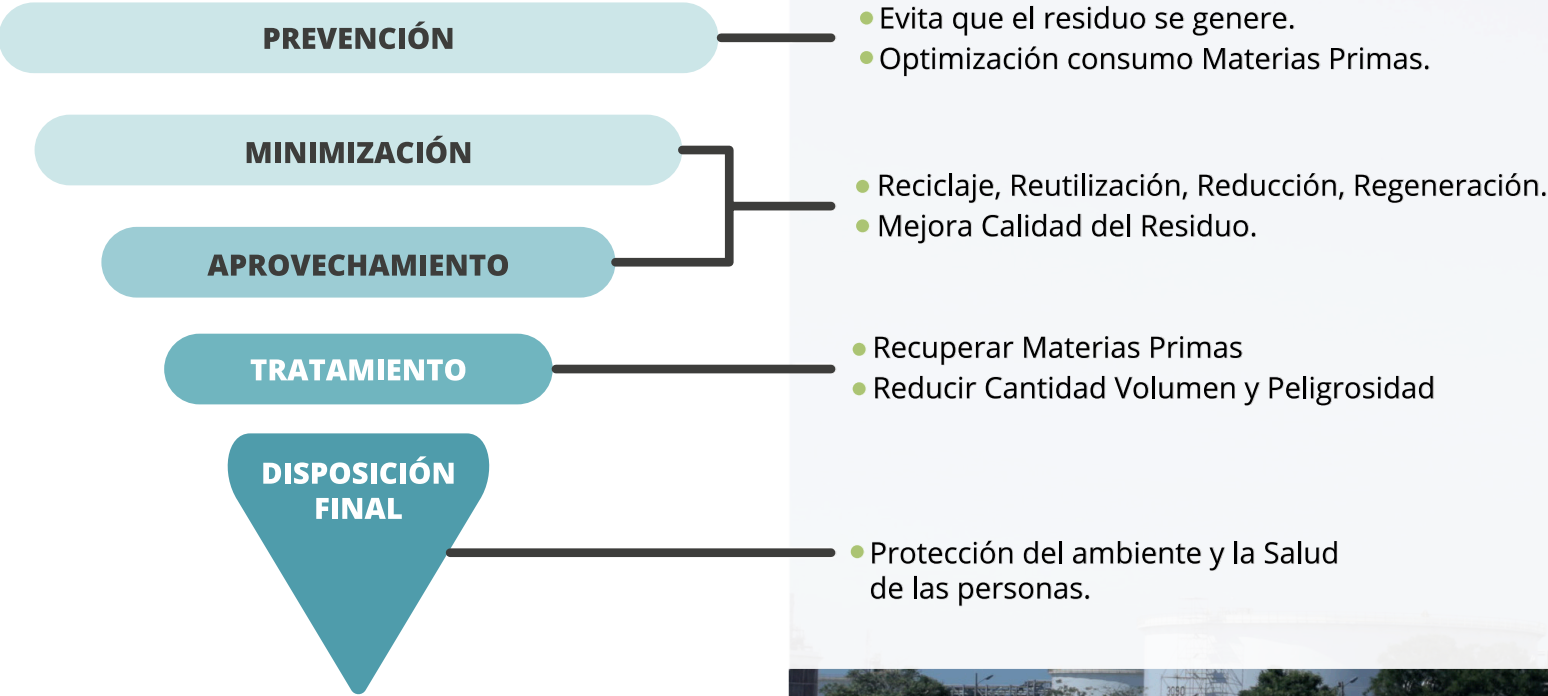 PREVENCIÓN
Evita que el residuo se genere.
Optimización consumo Materias Primas.
MINIMIZACIÓN
Reciclaje, Reutilización, Reducción, Regeneración.
Mejora Calidad del Residuo.
APROVECHAMIENTO
TRATAMIENTO
Recuperar Materias Primas
Reducir Cantidad Volumen y Peligrosidad
DISPOSICIÓN
FINAL
Protección del ambiente y la Salud
de las personas.